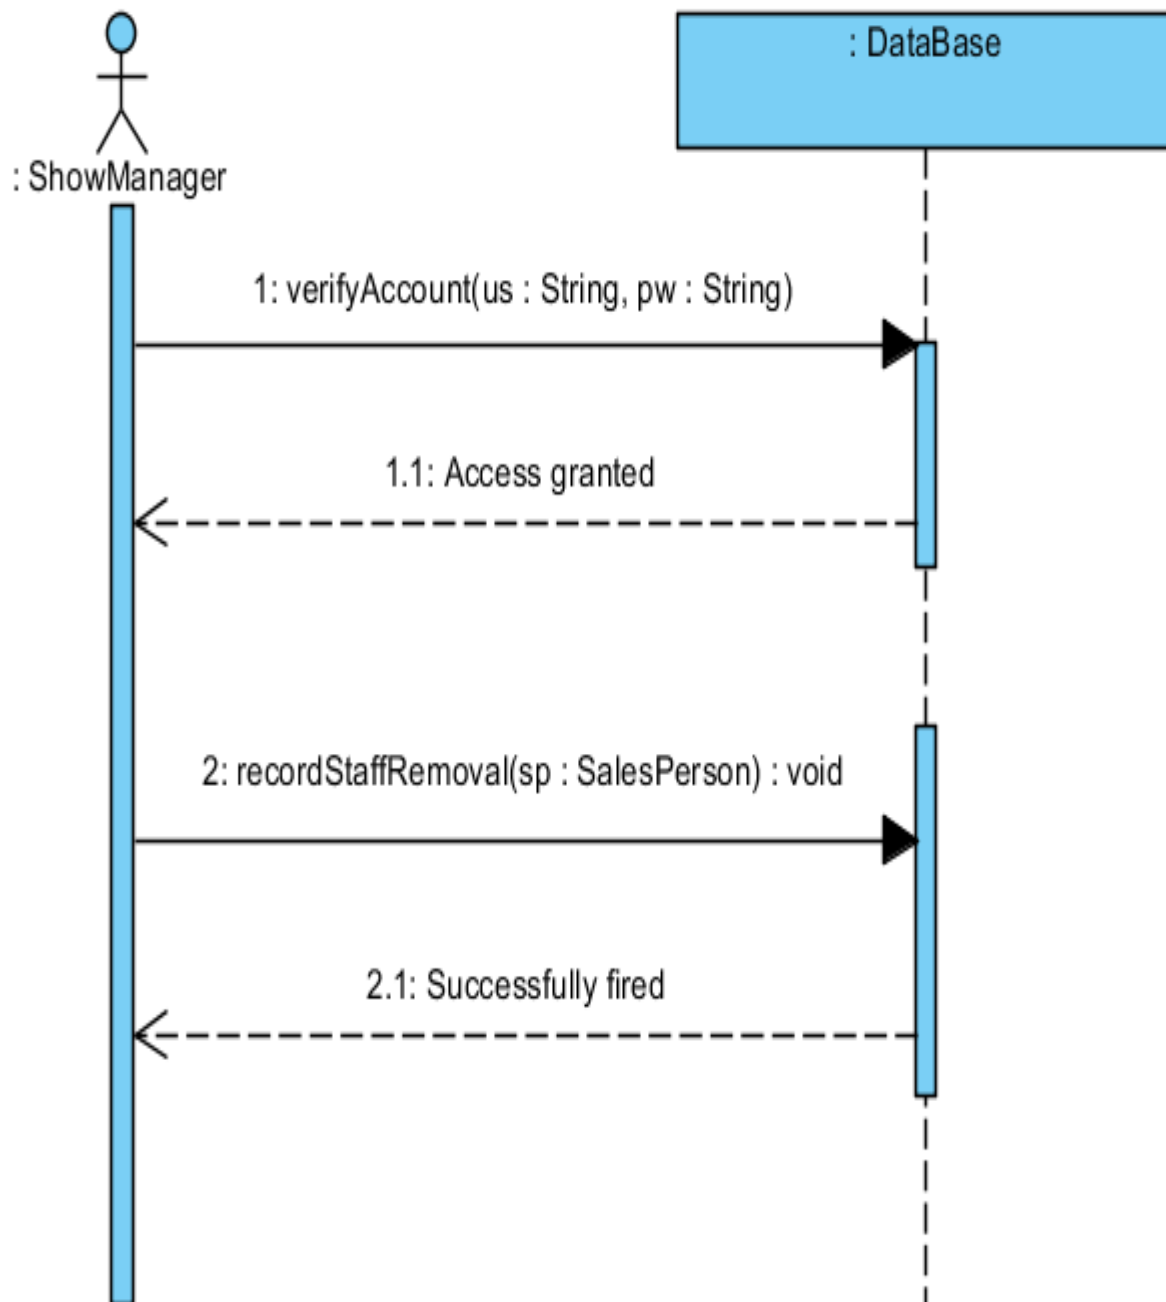 : DataBase
: ShowManager
1: verifyAccount(us : String, pw : String)
1.1: Access granted
2: recordStaffRemoval(sp : SalesPerson) : void
2.1: Successfully fired